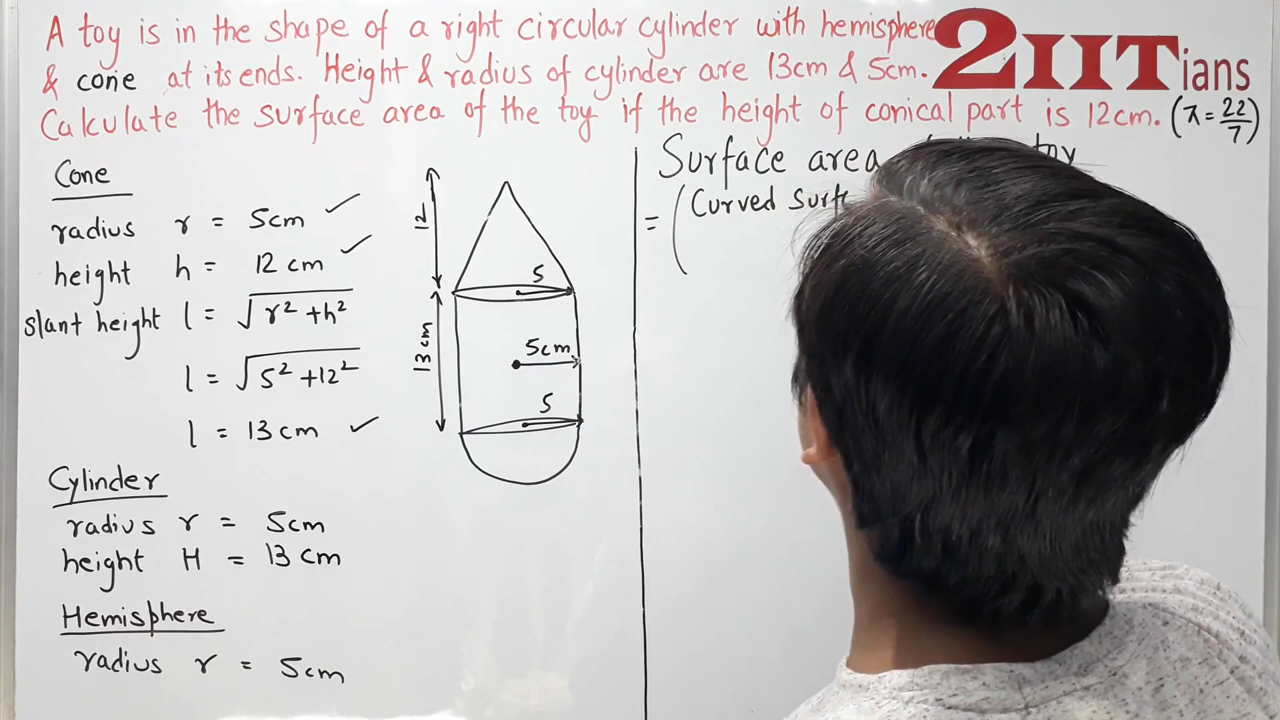 A toy is in the shape of a right circular cylinder with hemisphere
& cone at its ends. Height & radius of cylinder are 13cm & 5cm.
Calculate the surface area of the toy if the height of conical part is 12cm. (π = 22/7)
2IITians
Cone
radius r = 5cm ✓
height h = 12 cm ✓
slant height l = √r² + h²
l = √5² + 12²
l = 13 cm ✓
Cylinder
radius r = 5cm
height H = 13 cm
Hemisphere
radius r = 5cm
12
5
13 cm
5cm
5
Surface area toy
= ( Curved